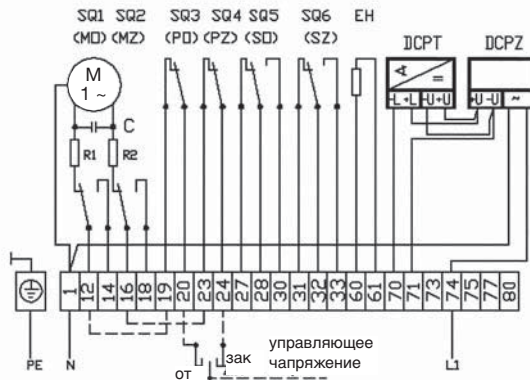 SQ1 SQ2 SQ3 SQ4 SQ5 SQ6 EH
(MO) (MZ) (PO) (PZ) (SO) (SZ)
DCPT DCPZ
M
1 ~
A
=
-L +L -U +U +U -U ~
C
R1 R2
1 12 14 16 18 19 20 23 24 27 28 30 31 32 33 60 61 70 71 73 74 75 77 80
PE N от зак управляющее L1
чапряжение